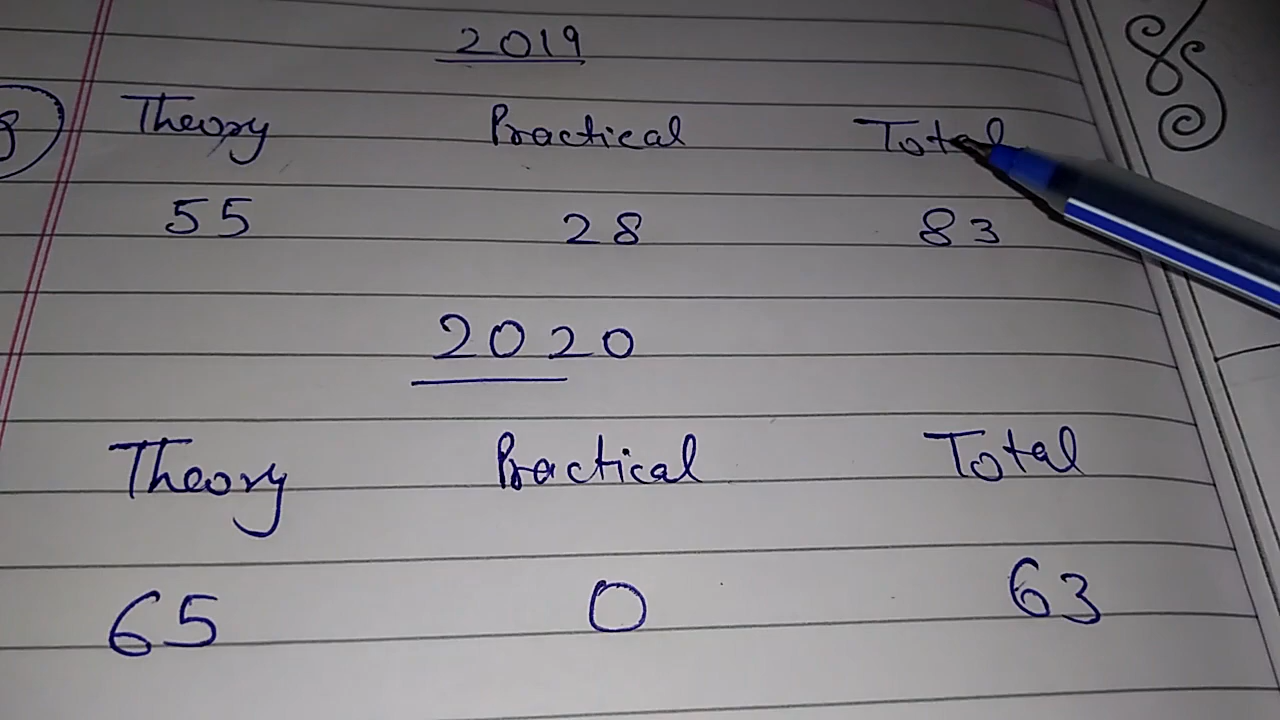 2019
Theory Practical Total
55 28 83
2020
Theory Practical Total
65 0 63